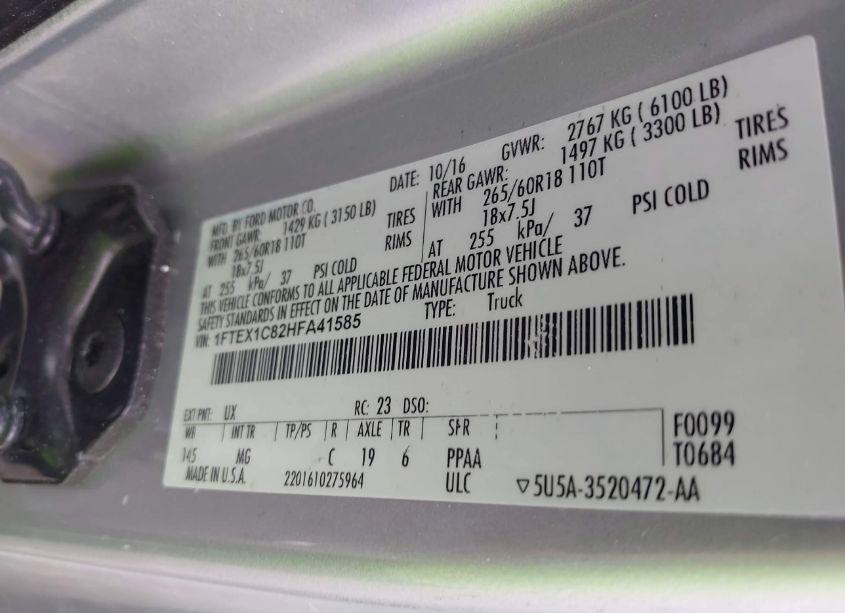 MFD. BY FORD MOTOR CO. DATE: 10/16 GVWR: 2767 KG ( 6100 LB)
FRONT GAWR: 1429 KG ( 3150 LB) REAR GAWR: 1497 KG ( 3300 LB)
WITH 265/60R18 110T TIRES WITH 265/60R18 110T TIRES
18x7.5J RIMS 18x7.5J RIMS
AT 255 kPa/ 37 PSI COLD AT 255 kPa/ 37 PSI COLD
THIS VEHICLE CONFORMS TO ALL APPLICABLE FEDERAL MOTOR VEHICLE
SAFETY STANDARDS IN EFFECT ON THE DATE OF MANUFACTURE SHOWN ABOVE.
VIN: 1FTEX1C82HFA41585 TYPE: Truck
EXT PNT: UX RC: 23 DSO: F0099
WB INT TR TP/PS R AXLE TR SPR T0684
145 MG C 19 6 PPAA
MADE IN U.S.A. 2201610275964 ULC ▽5U5A-3520472-AA